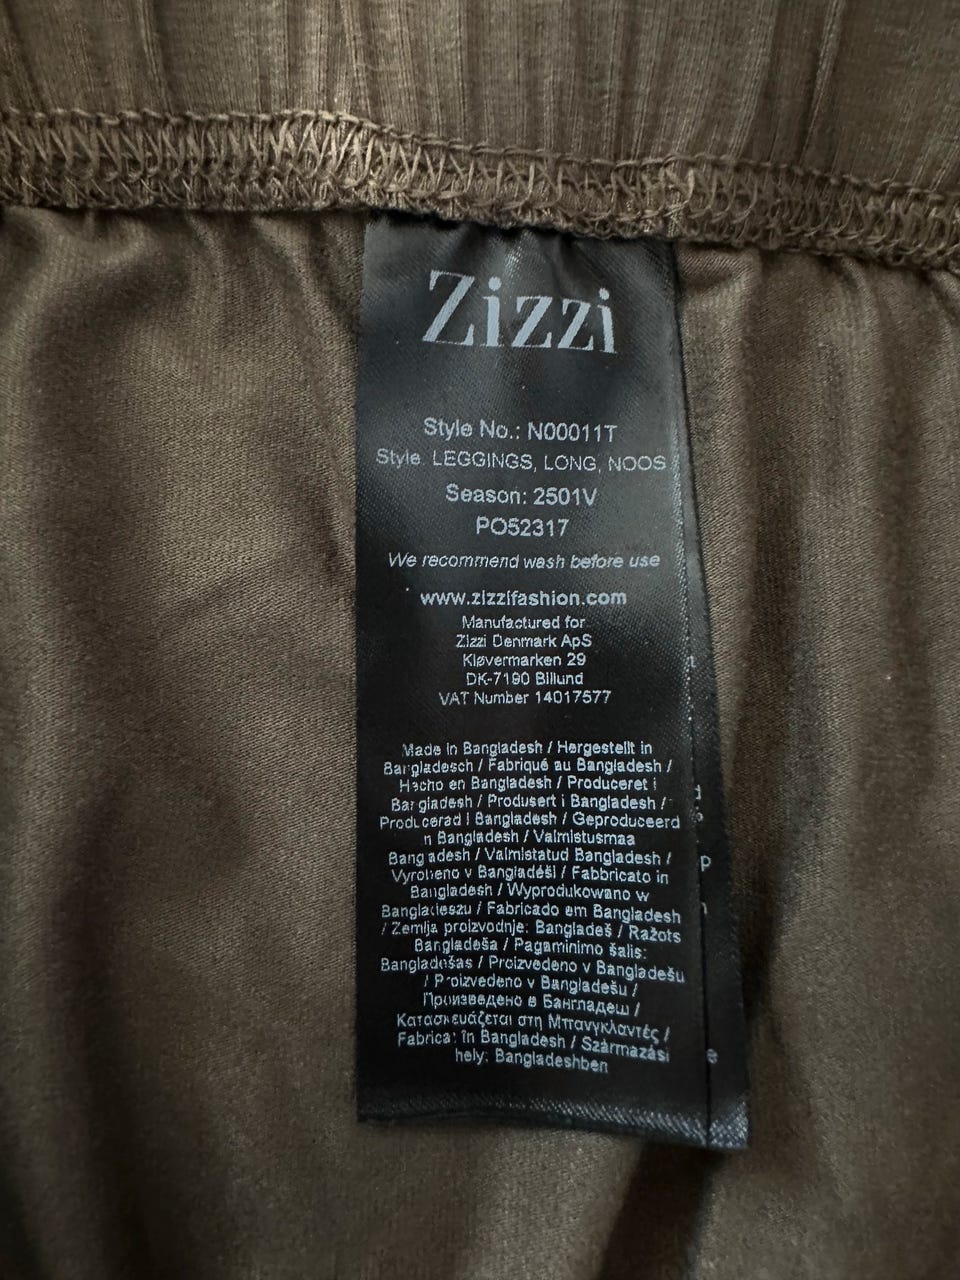 Zizzi
Style No.: N00011T
Style. LEGGINGS, LONG, NOOS
Season: 2501V
PO52317
We recommend wash before use
www.zizzifashion.com
Manufactured for
Zizzi Denmark ApS
Kløvermarken 29
DK-7190 Billund
VAT Number 14017577
Made in Bangladesh / Hergestellt in
Bangladesch / Fabriqué au Bangladesh /
Hecho en Bangladesh / Produceret i
Bangladesh / Produsert i Bangladesh /
Producerad i Bangladesh / Geproduceerd
n Bangladesh / Valmistusmaa
Bangladesh / Valmistatud Bangladesh /
Vyrobeno v Bangladéši / Fabbricato in
Bangladesh / Wyprodukowano w
Bangladeszu / Fabricado em Bangladesh
/ Zemlja proizvodnje: Bangladeš / Ražots
Bangladeša / Pagaminimo šalis:
Bangladešas / Proizvedeno v Bangladešu
/ Proizvedeno v Bangladešu /
Произведено в Бангладеш /
Κατασκευάζεται στη Μπανγκλαντές /
Fabricat în Bangladesh / Származási
hely: Bangladeshben